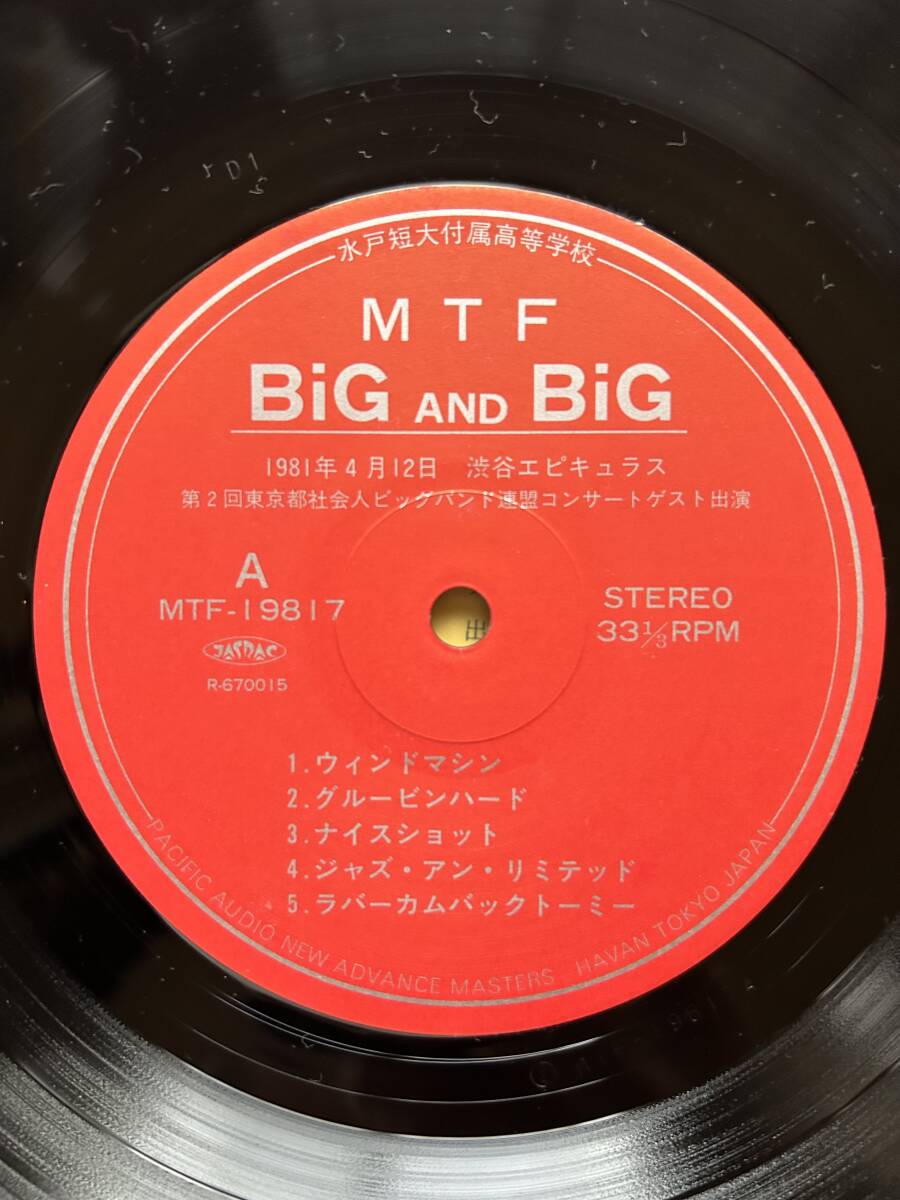 水戸短大付属高等学校
MTF
BiG AND BiG
1981年4月12日 渋谷エピキュラス
第2回東京都社会人ビッグバンド連盟コンサートゲスト出演
A
MTF-19817
JASRAC
R-670015
STEREO
33 1/3 RPM
出
1.ウィンドマシン
2.グルービンハード
3.ナイスショット
4.ジャズ・アン・リミテッド
5.ラバーカムバックトーミー
PACIFIC AUDIO NEW ADVANCE MASTERS HAVAN TOKYO JAPAN